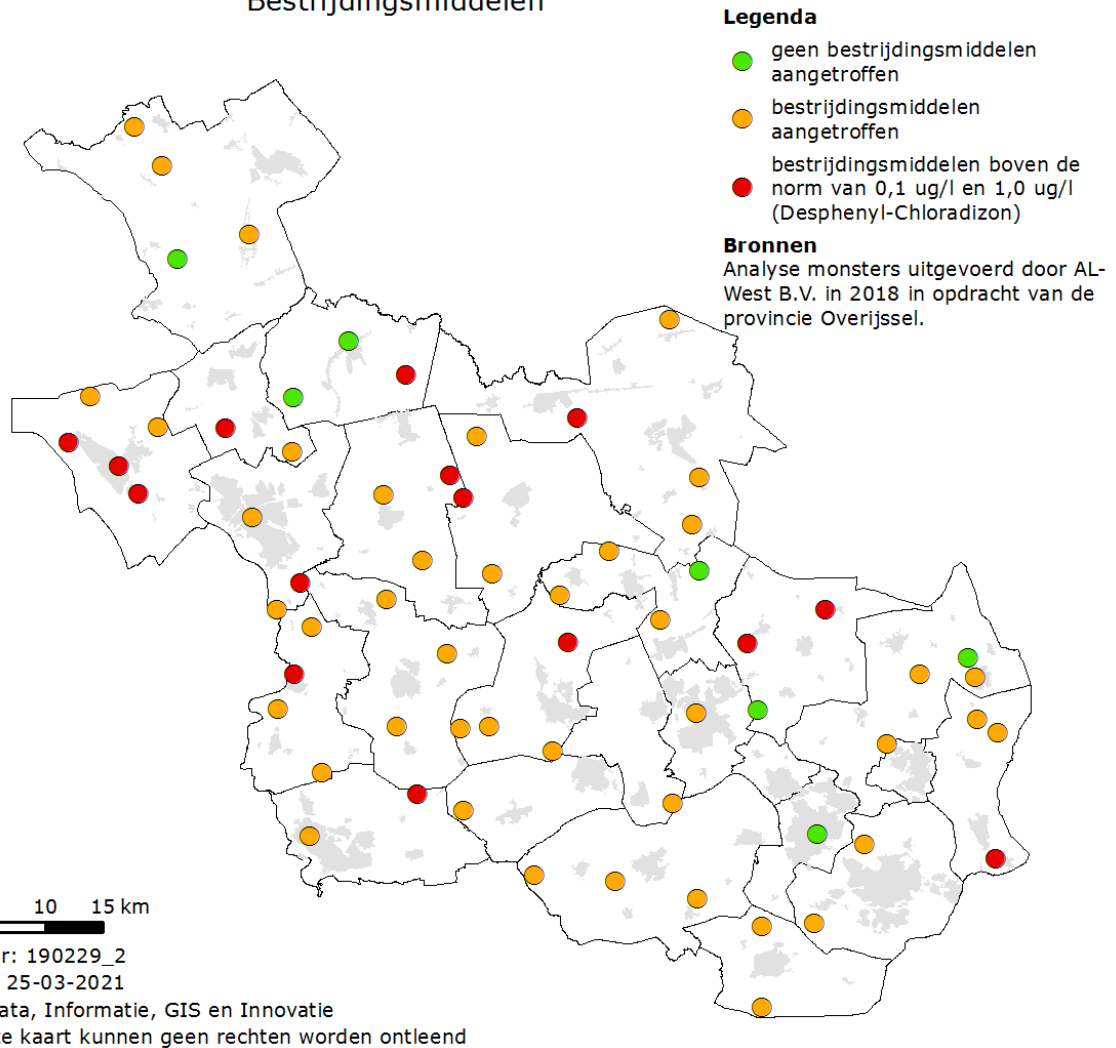 Bestrijdingsmiddelen
Legenda
geen bestrijdingsmiddelen
aangetroffen
bestrijdingsmiddelen
aangetroffen
bestrijdingsmiddelen boven de
norm van 0,1 ug/l en 1,0 ug/l
(Desphenyl-Chloradizon)
Bronnen
Analyse monsters uitgevoerd door AL-
West B.V. in 2018 in opdracht van de
provincie Overijssel.
10 15 km
r: 190229_2
25-03-2021
ata, Informatie, GIS en Innovatie
te kaart kunnen geen rechten worden ontleend